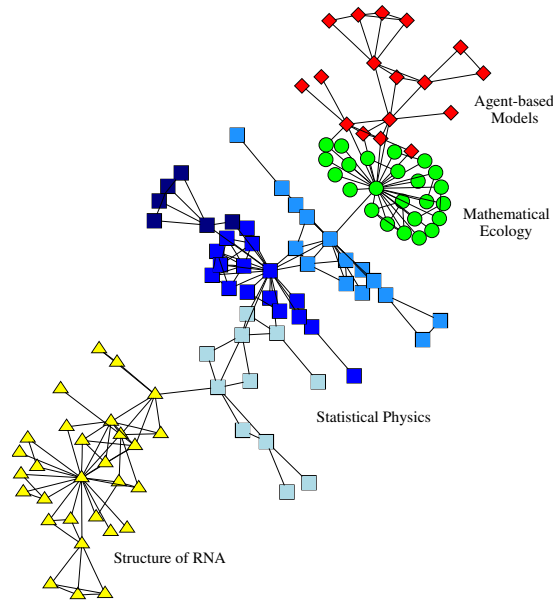 Agent-based
Models
Mathematical
Ecology
Statistical Physics
Structure of RNA